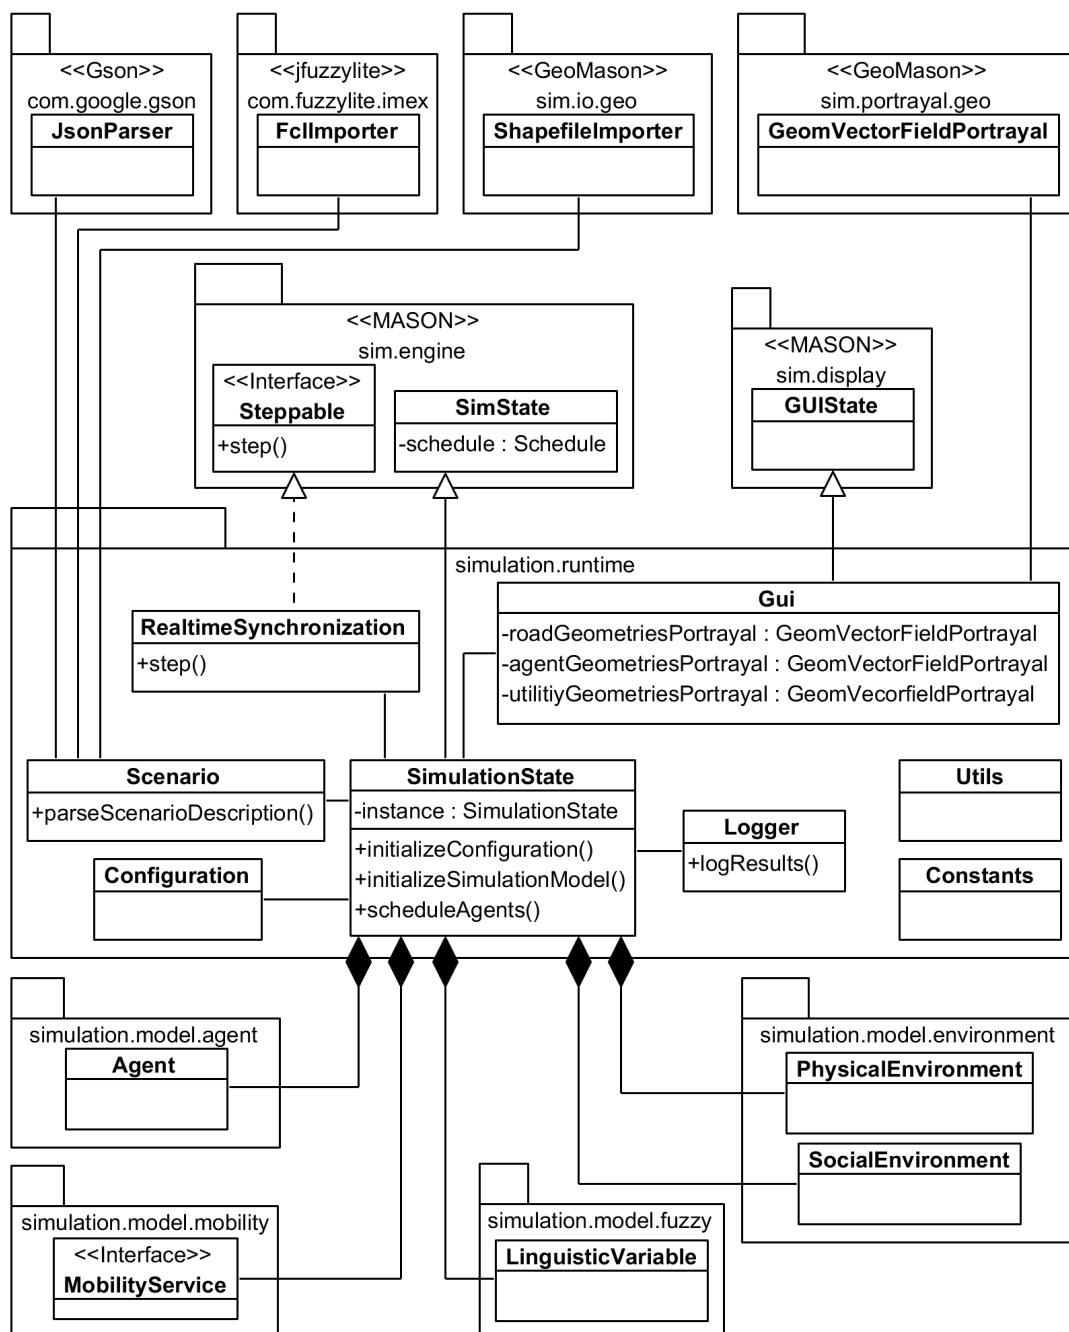 <<Gson>>
com.google.gson
JsonParser
<<jfuzzylite>>
com.fuzzylite.imex
FclImporter
<<GeoMason>>
sim.io.geo
ShapefileImporter
<<GeoMason>>
sim.portrayal.geo
GeomVectorFieldPortrayal
<<MASON>>
sim.engine
<<Interface>>
Steppable
+step()
SimState
-schedule : Schedule
<<MASON>>
sim.display
GUIState
simulation.runtime
RealtimeSynchronization
+step()
Gui
-roadGeometriesPortrayal : GeomVectorFieldPortrayal
-agentGeometriesPortrayal : GeomVectorFieldPortrayal
-utilitiyGeometriesPortrayal : GeomVecorfieldPortrayal
Scenario
+parseScenarioDescription()
SimulationState
-instance : SimulationState
+initializeConfiguration()
+initializeSimulationModel()
+scheduleAgents()
Logger
+logResults()
Utils
Configuration
Constants
simulation.model.agent
Agent
simulation.model.environment
PhysicalEnvironment
SocialEnvironment
simulation.model.mobility
<<Interface>>
MobilityService
simulation.model.fuzzy
LinguisticVariable